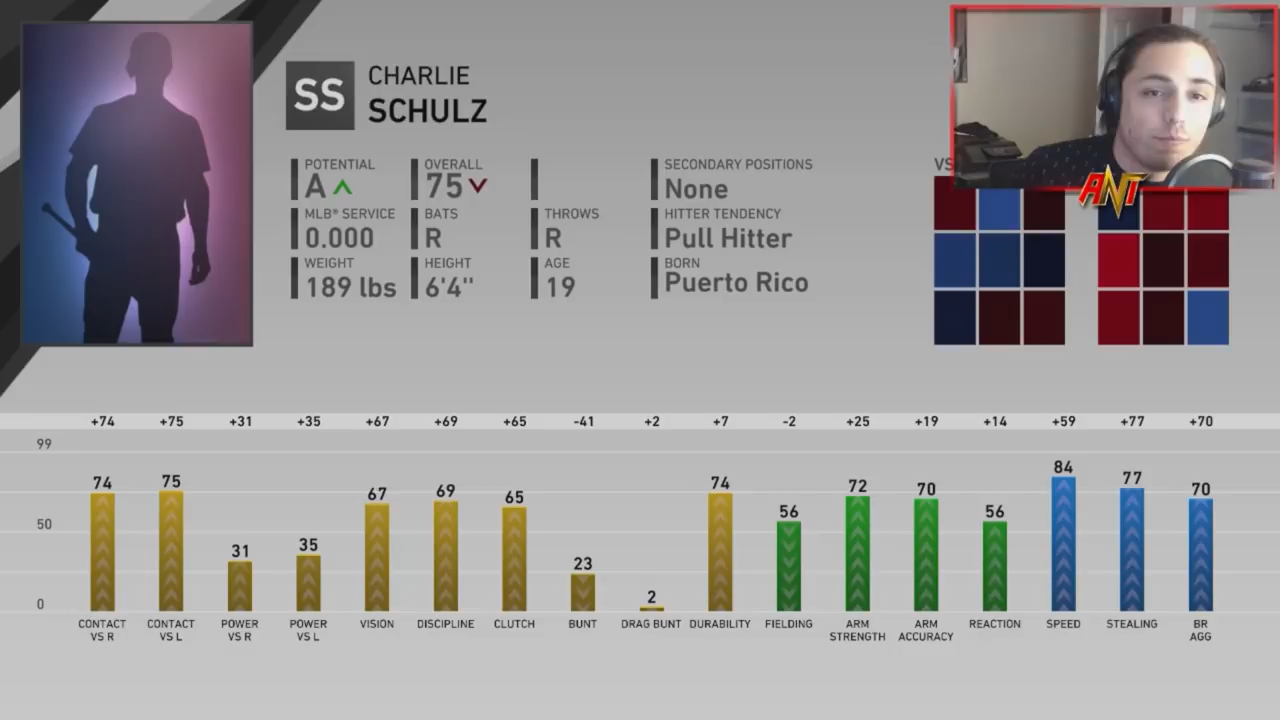 SS
CHARLIE
SCHULZ
POTENTIAL
A
OVERALL
75
SECONDARY POSITIONS
None
MLB® SERVICE
0.000
BATS
R
THROWS
R
HITTER TENDENCY
Pull Hitter
WEIGHT
189 lbs
HEIGHT
6'4"
AGE
19
BORN
Puerto Rico
VS
ANT
+74 +75 +31 +35 +67 +69 +65 -41 +2 +7 -2 +25 +19 +14 +59 +77 +70
99
50
0
74 75 31 35 67 69 65 23 2 74 56 72 70 56 84 77 70
CONTACT
VS R
CONTACT
VS L
POWER
VS R
POWER
VS L
VISION
DISCIPLINE
CLUTCH
BUNT
DRAG BUNT
DURABILITY
FIELDING
ARM
STRENGTH
ARM
ACCURACY
REACTION
SPEED
STEALING
BR
AGG